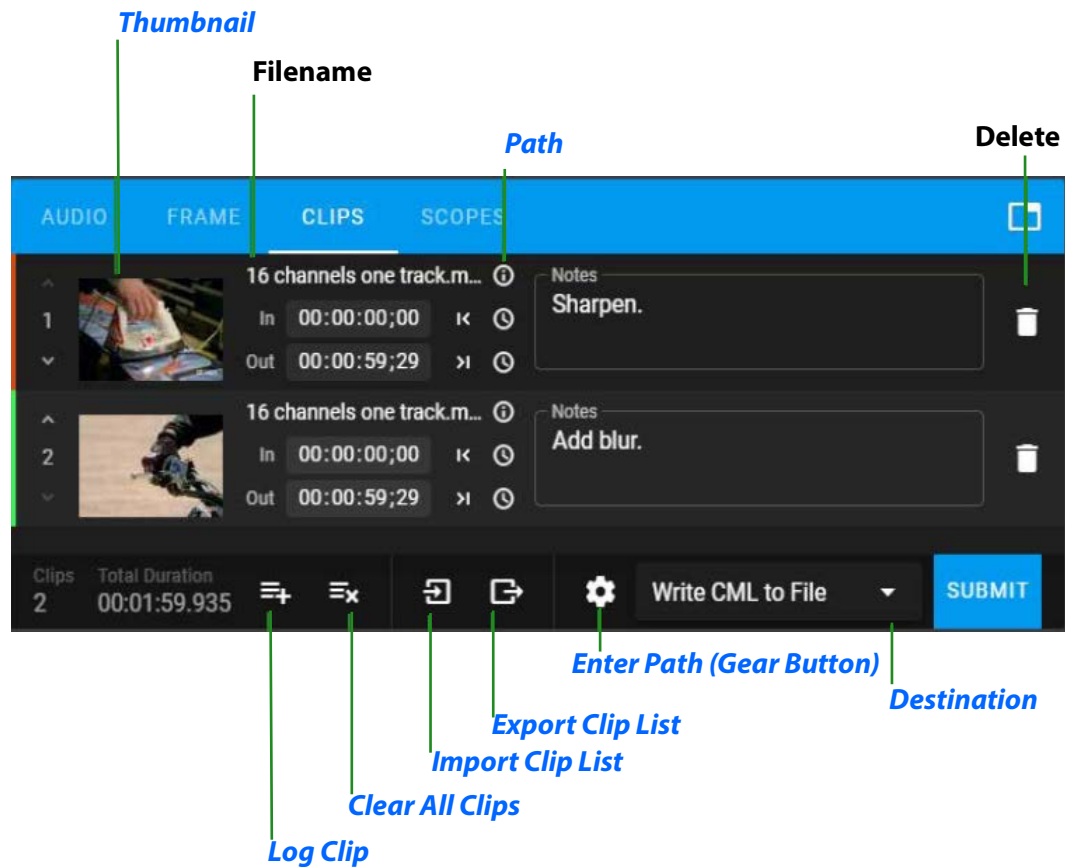 Thumbnail
Filename
Path
Delete
AUDIO FRAME CLIPS SCOPES
16 channels one track.m...
Notes
1
In 00:00:00;00
Sharpen.
Out 00:00:59;29
16 channels one track.m...
Notes
2
In 00:00:00;00
Add blur.
Out 00:00:59;29
Clips Total Duration
2 00:01:59.935
Write CML to File
SUBMIT
Enter Path (Gear Button)
Destination
Export Clip List
Import Clip List
Clear All Clips
Log Clip